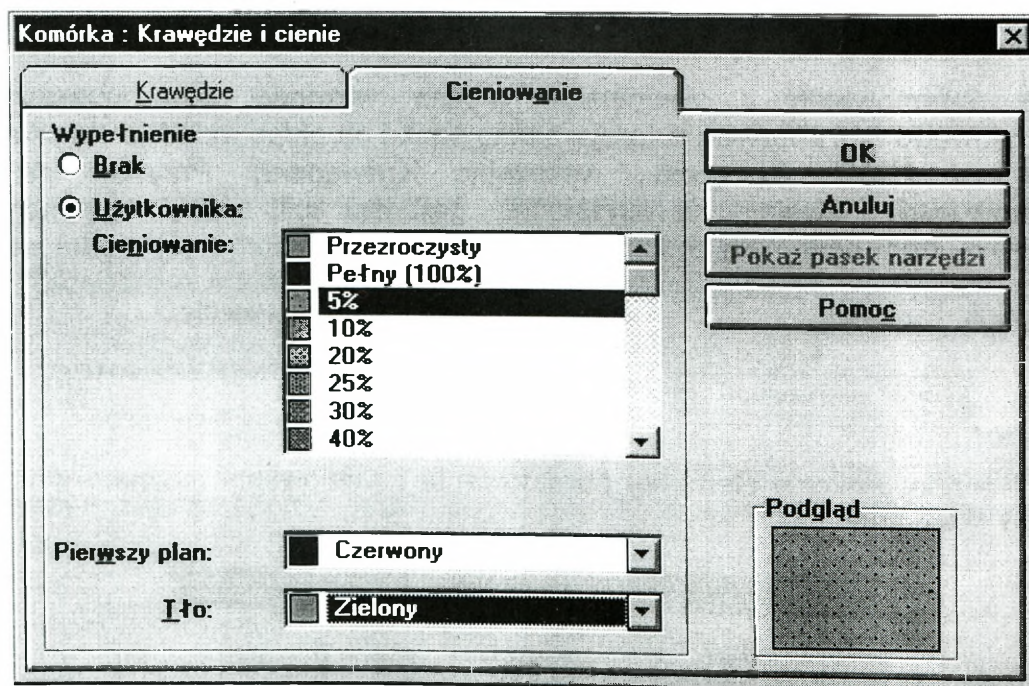 Komórka : Krawędzie i cienie
Krawędzie
Cieniowanie
Wypełnienie
Brak
Użytkownika:
Cieniowanie:
Przezroczysty
Pełny (100%)
5%
10%
20%
25%
30%
40%
Pierwszy plan:
Czerwony
Tło:
Zielony
OK
Anuluj
Pokaż pasek narzędzi
Pomoc
Podgląd